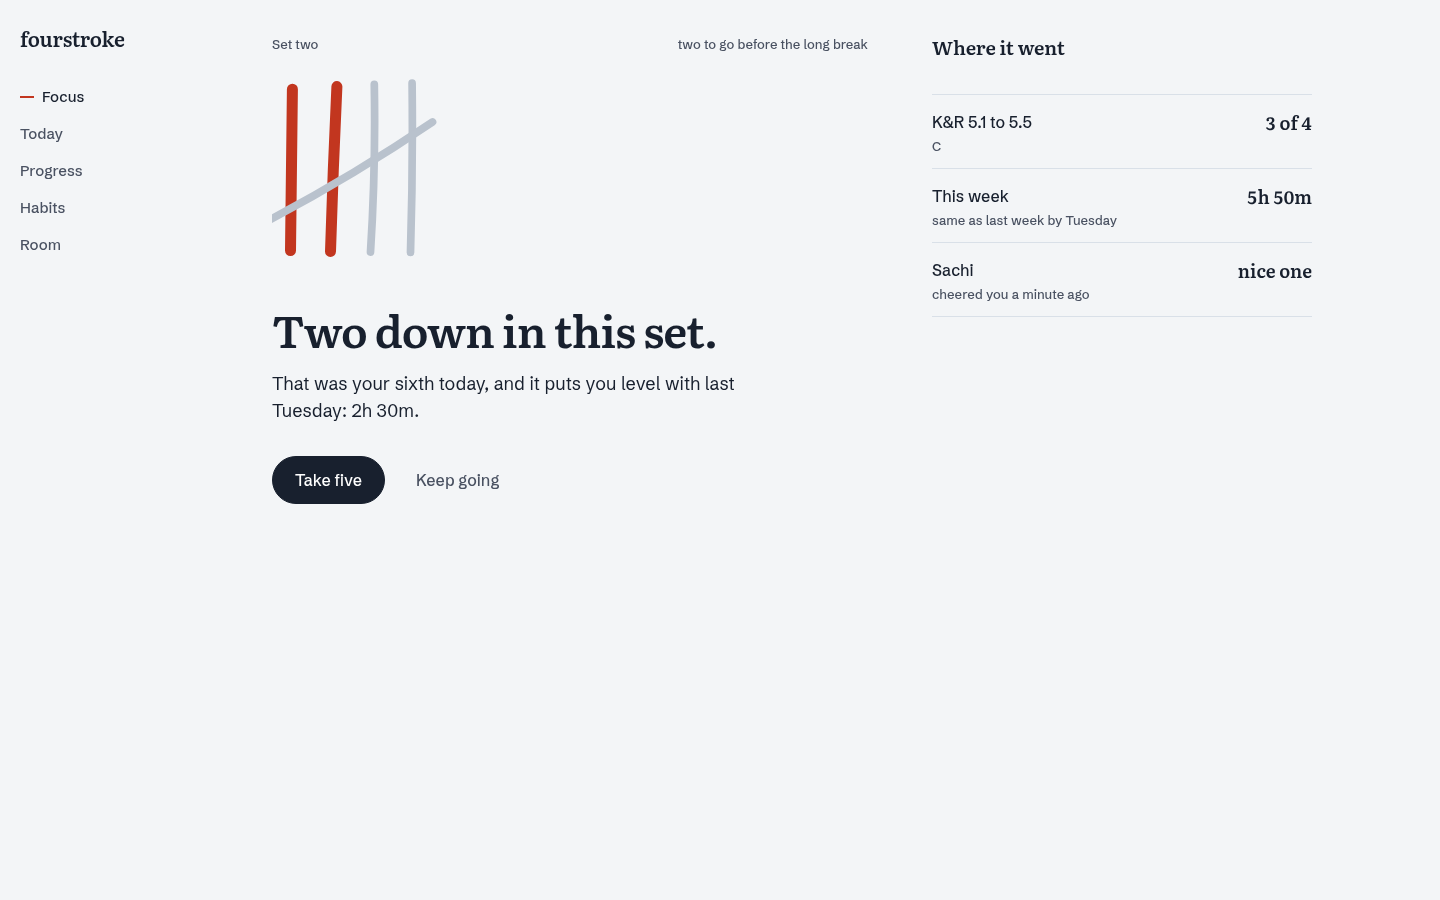 fourstroke
Focus
Today
Progress
Habits
Room
Set two
two to go before the long break
Two down in this set.
That was your sixth today, and it puts you level with last
Tuesday: 2h 30m.
Take five
Keep going
Where it went
K&R 5.1 to 5.5
3 of 4
C
This week
5h 50m
same as last week by Tuesday
Sachi
nice one
cheered you a minute ago